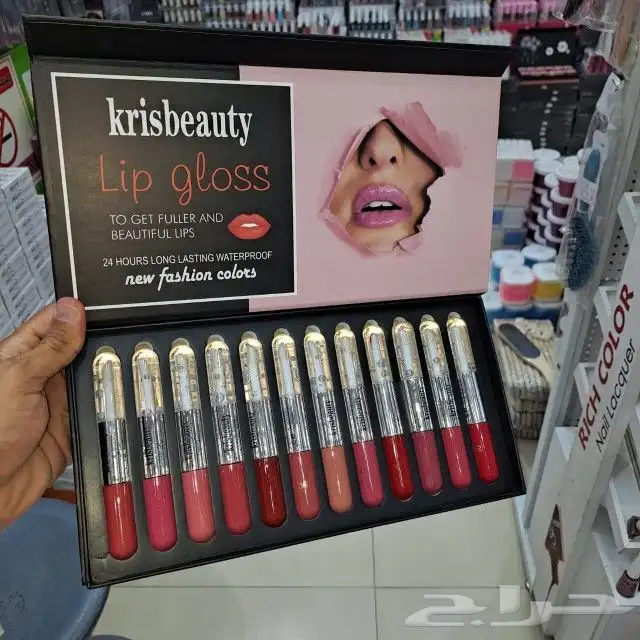 krisbeauty
Lip gloss
TO GET FULLER AND
BEAUTIFUL LIPS
24 HOURS LONG LASTING WATERPROOF
new fashion colors
RICH COLOR
Nail Lacquer
حراج